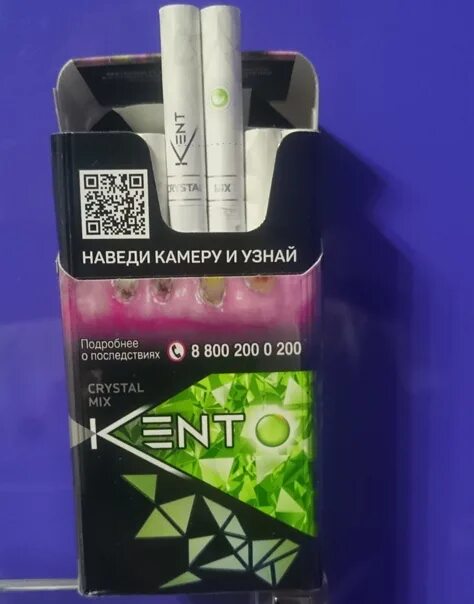 KENT
CRYSTAL MIX
НАВЕДИ КАМЕРУ И УЗНАЙ
Подробнее
о последствиях
8 800 200 0 200
CRYSTAL
MIX
KENT